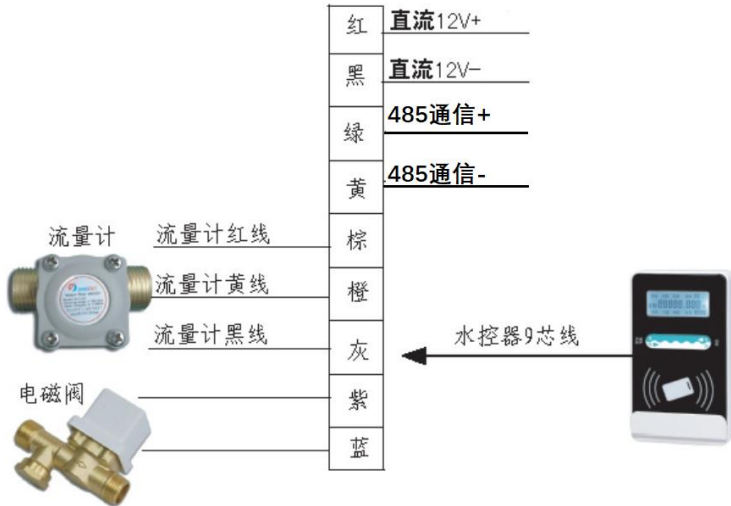 红 直流12V+
黑 直流12V-
绿 485通信+
黄 485通信-
流量计 流量计红线 棕
流量计黄线 橙
流量计黑线 灰
水控器9芯线
电磁阀 紫
蓝